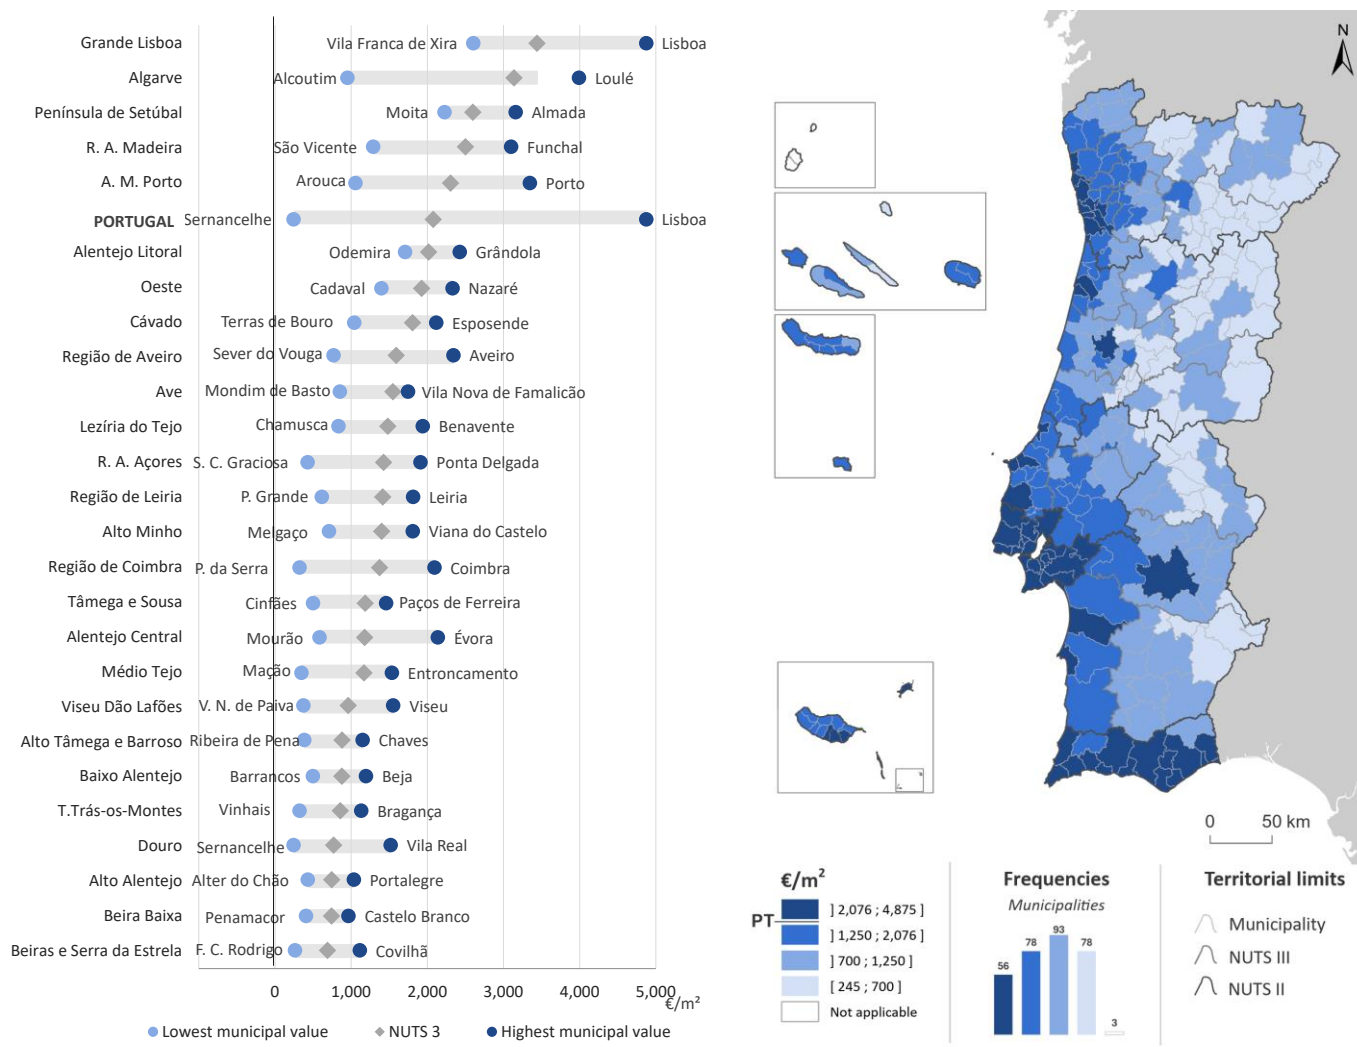 Grande Lisboa Vila Franca de Xira Lisboa
Algarve Alcoutim Loulé
Península de Setúbal Moita Almada
R. A. Madeira São Vicente Funchal
A. M. Porto Arouca Porto
PORTUGAL Sernancelhe Lisboa
Alentejo Litoral Odemira Grândola
Oeste Cadaval Nazaré
Cávado Terras de Bouro Esposende
Região de Aveiro Sever do Vouga Aveiro
Ave Mondim de Basto Vila Nova de Famalicão
Lezíria do Tejo Chamusca Benavente
R. A. Açores S. C. Graciosa Ponta Delgada
Região de Leiria P. Grande Leiria
Alto Minho Melgaço Viana do Castelo
Região de Coimbra P. da Serra Coimbra
Tâmega e Sousa Cinfães Paços de Ferreira
Alentejo Central Mourão Évora
Médio Tejo Mação Entroncamento
Viseu Dão Lafões V. N. de Paiva Viseu
Alto Tâmega e Barroso Ribeira de Pena Chaves
Baixo Alentejo Barrancos Beja
T.Trás-os-Montes Vinhais Bragança
Douro Sernancelhe Vila Real
Alto Alentejo Alter do Chão Portalegre
Beira Baixa Penamacor Castelo Branco
Beiras e Serra da Estrela F. C. Rodrigo Covilhã
0 1,000 2,000 3,000 4,000 5,000
€/m²
Lowest municipal value NUTS 3 Highest municipal value
N
0 50 km
€/m²
PT
] 2,076 ; 4,875 ]
] 1,250 ; 2,076 ]
] 700 ; 1,250 ]
[ 245 ; 700 ]
Not applicable
Frequencies
Municipalities
56 78 93 78 3
Territorial limits
Municipality
NUTS III
NUTS II